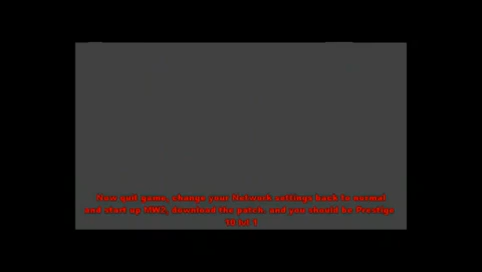 Now quit game, change your Network settings back to normal
and start up MW2, download the patch, and you should be Prestige
10 Lvl 1